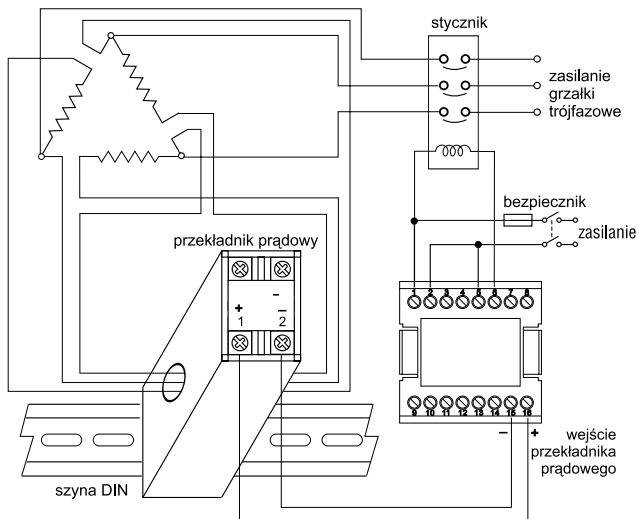 stycznik
zasilanie
grzałki
trójfazowe
bezpiecznik
zasilanie
przekładnik prądowy
+ -
1 2
1 2 3 4 5 6 7 8
9 10 11 12 13 14 15 16
- +
wejście
przekładnika
prądowego
szyna DIN